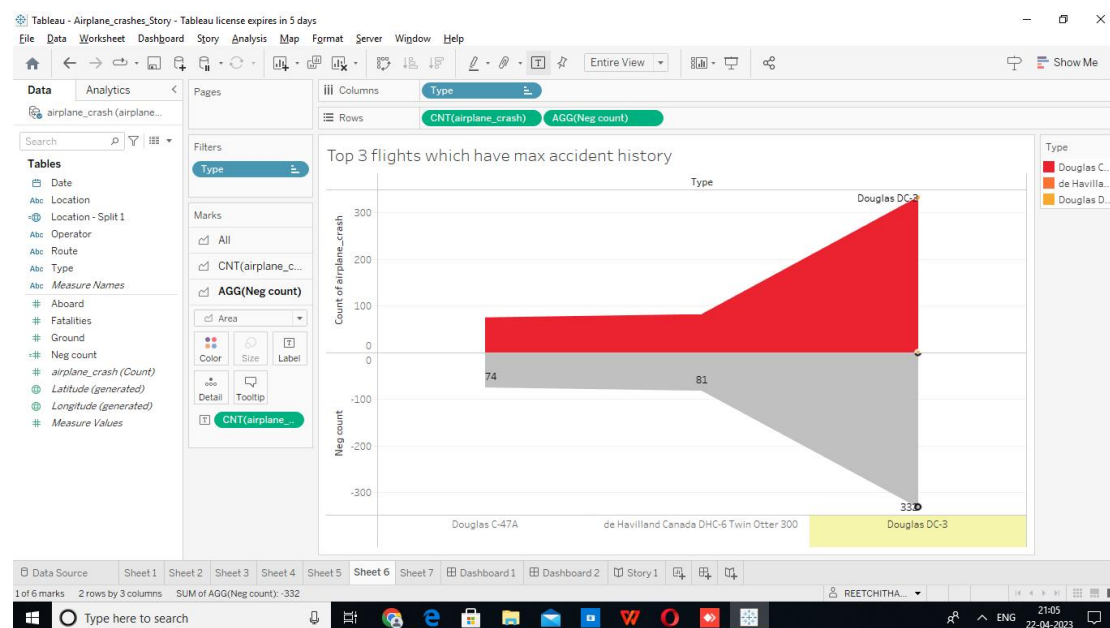 Tableau - Airplane_crashes_Story - Tableau license expires in 5 days
File Data Worksheet Dashboard Story Analysis Map Format Server Window Help
Entire View Show Me
Data Analytics
airplane_crash (airplane...
Search
Tables
Date
Abc Location
Location - Split 1
Abc Operator
Abc Route
Abc Type
Abc Measure Names
# Aboard
# Fatalities
# Ground
=# Neg count
# airplane_crash (Count)
Latitude (generated)
Longitude (generated)
# Measure Values
Pages
Filters
Type
Marks
All
CNT(airplane_c...
AGG(Neg count)
Area
Color Size Label
Detail Tooltip
CNT(airplane_..
iii Columns Type
Rows CNT(airplane_crash) AGG(Neg count)
Top 3 flights which have max accident history
Type
Douglas DC-3
Count of airplane_crash
300
200
100
0
Neg count
0
-100
-200
-300
74
81
332
Douglas C-47A de Havilland Canada DHC-6 Twin Otter 300 Douglas DC-3
Type
Douglas C..
de Havilla..
Douglas D..
Data Source Sheet 1 Sheet 2 Sheet 3 Sheet 4 Sheet 5 Sheet 6 Sheet 7 Dashboard 1 Dashboard 2 Story 1
1 of 6 marks 2 rows by 3 columns SUM of AGG(Neg count): -332
REETCHITHA...
Type here to search
ENG
21:05
22-04-2023